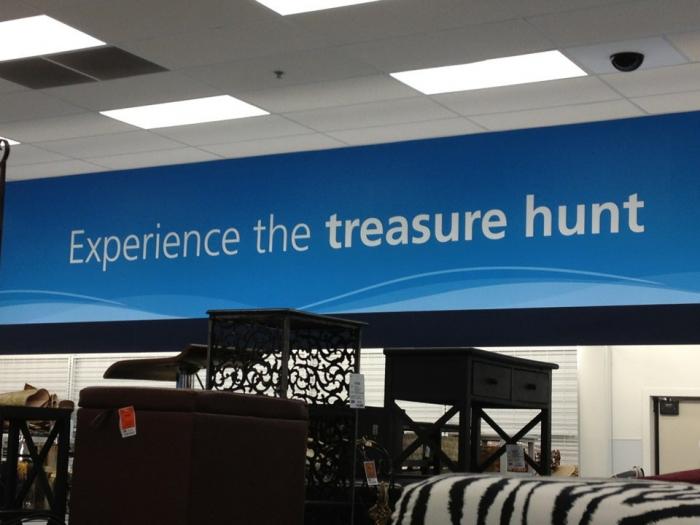 Experience the treasure hunt